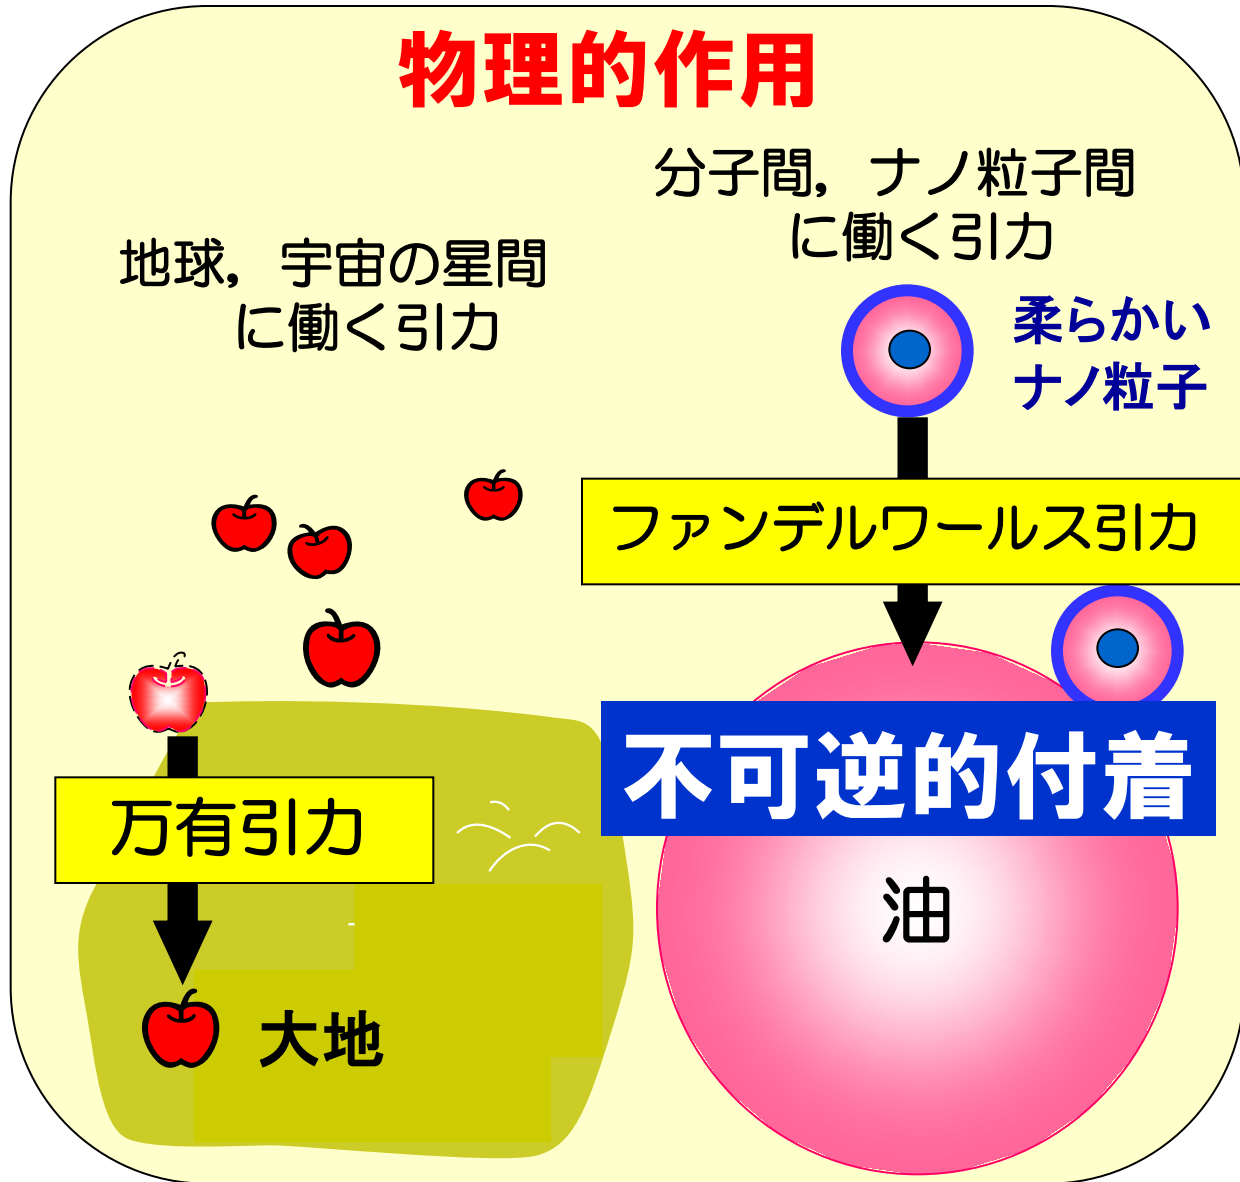 物理的作用
地球，宇宙の星間
に働く引力
分子間，ナノ粒子間
に働く引力
柔らかい
ナノ粒子
ファンデルワールス引力
不可逆的付着
万有引力
油
大地